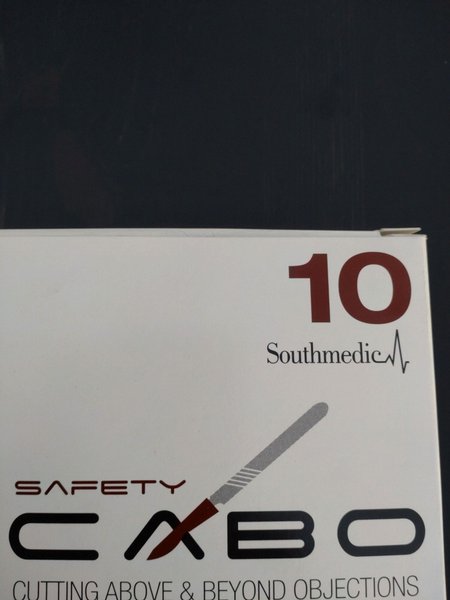 10
Southmedic
SAFETY
CABO
CUTTING ABOVE & BEYOND OBJECTIONS